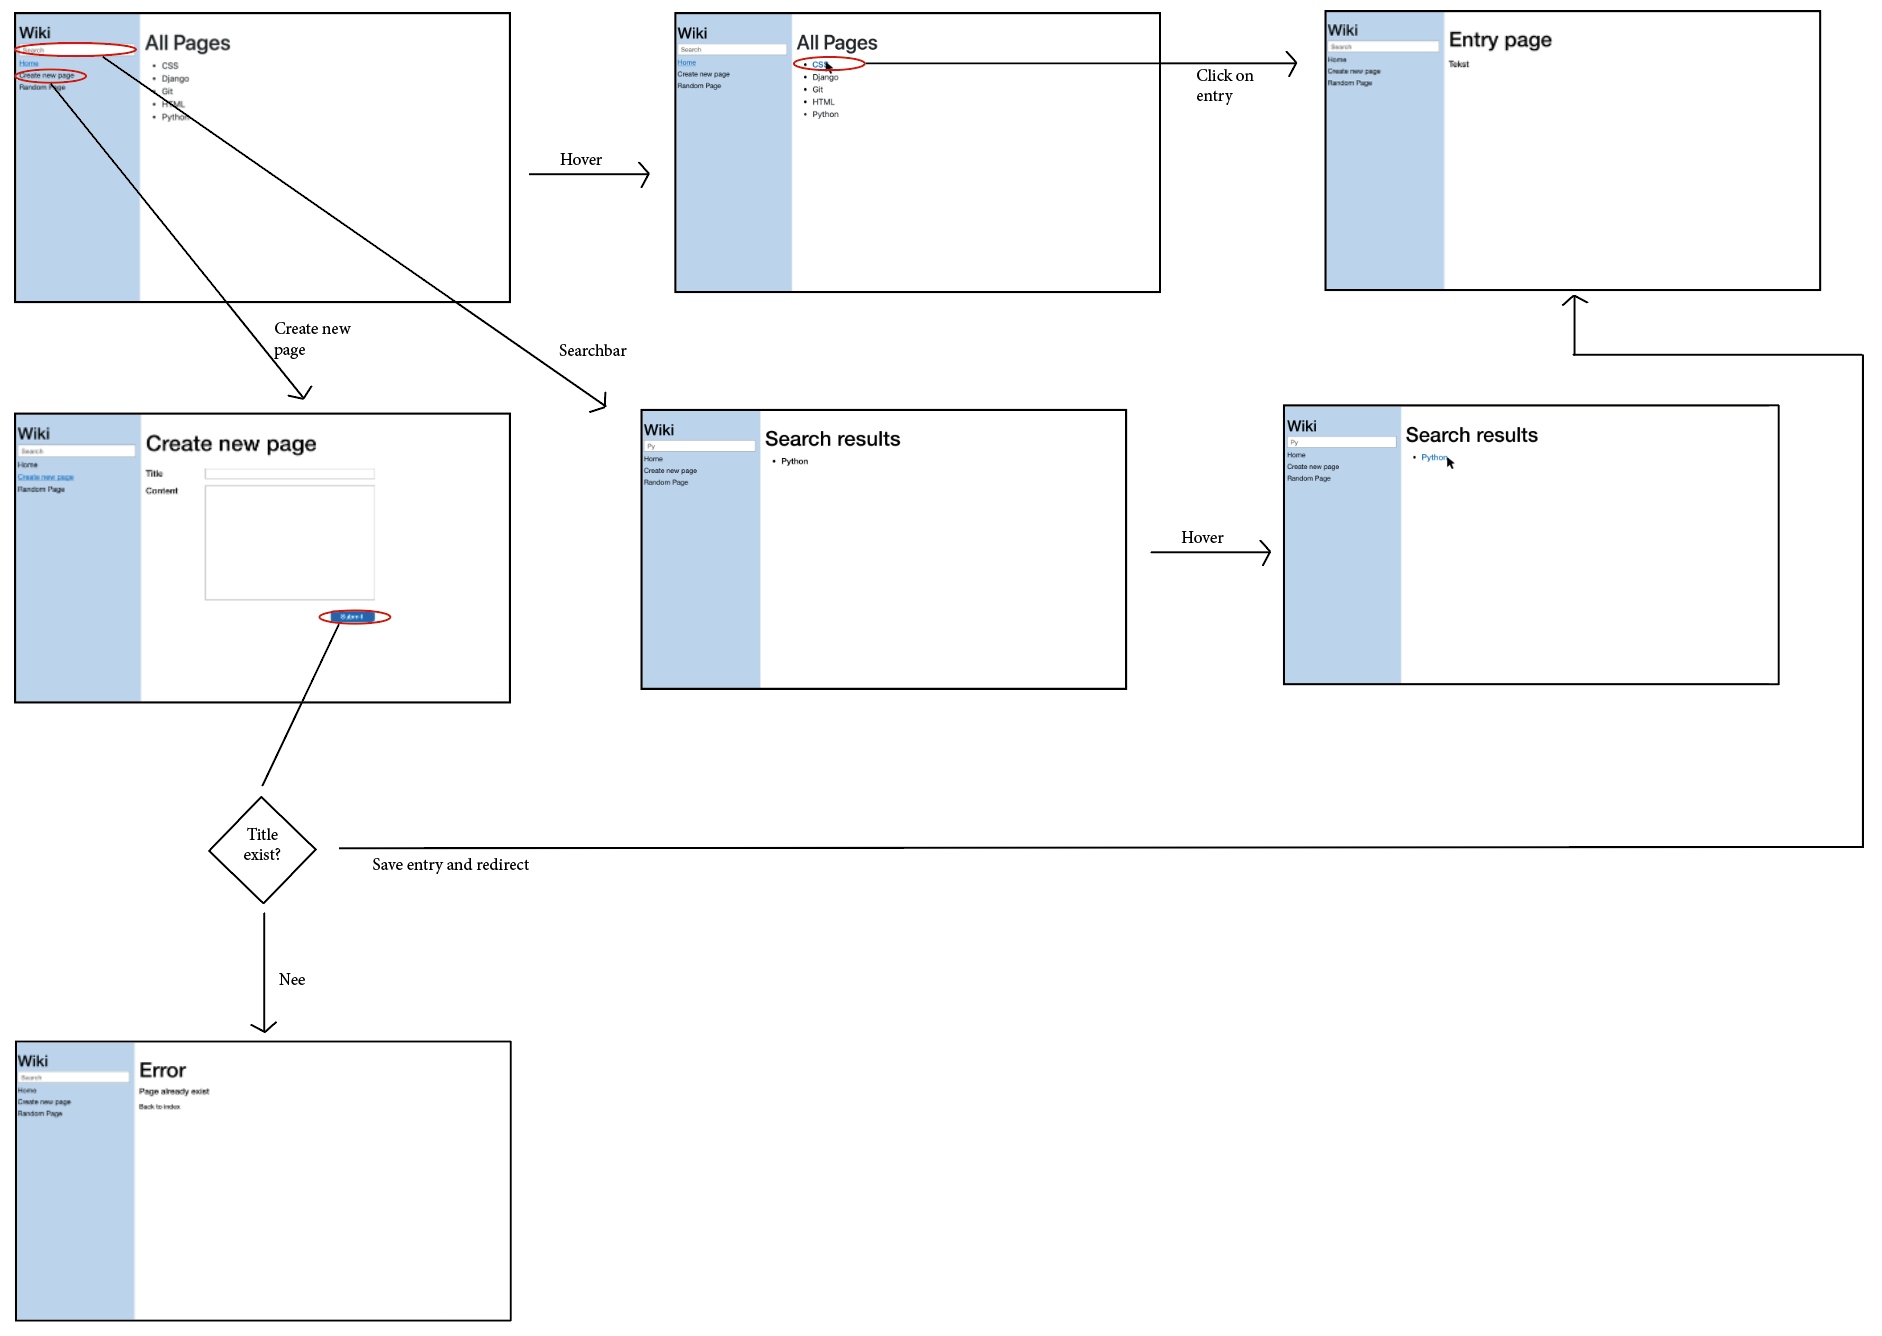 Wiki
Search
Home
Create new page
Random Page
All Pages
CSS
Django
Git
HTML
Python
Hover
Wiki
Search
Home
Create new page
Random Page
All Pages
CSS
Django
Git
HTML
Python
Click on
entry
Wiki
Search
Home
Create new page
Random Page
Entry page
Tekst
Create new
page
Searchbar
Wiki
Search
Home
Create new page
Random Page
Create new page
Title
Content
Submit
Wiki
Py
Home
Create new page
Random Page
Search results
Python
Hover
Wiki
Py
Home
Create new page
Random Page
Search results
Python
Title
exist?
Save entry and redirect
Nee
Wiki
Search
Home
Create new page
Random Page
Error
Page already exist
Back to index